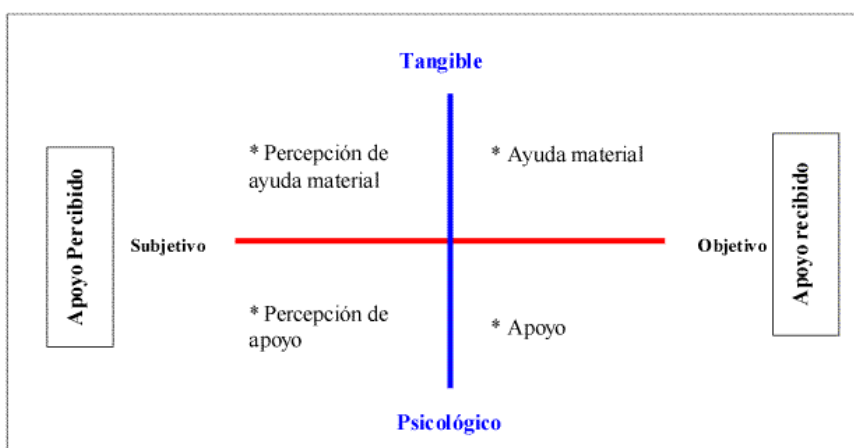 Tangible
* Percepción de
ayuda material
* Ayuda material
Apoyo Percibido
Subjetivo
Objetivo
Apoyo recibido
* Percepción de
apoyo
* Apoyo
Psicológico